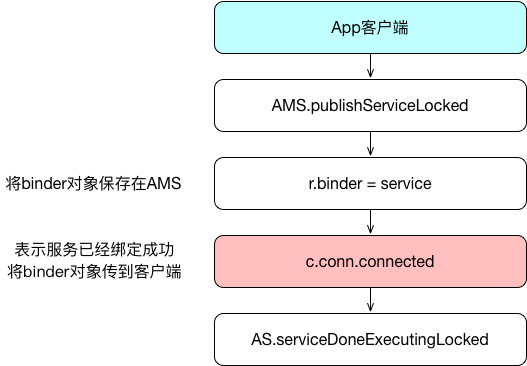 App客户端
AMS.publishServiceLocked
将binder对象保存在AMS
r.binder = service
表示服务已经绑定成功
将binder对象传到客户端
c.conn.connected
AS.serviceDoneExecutingLocked